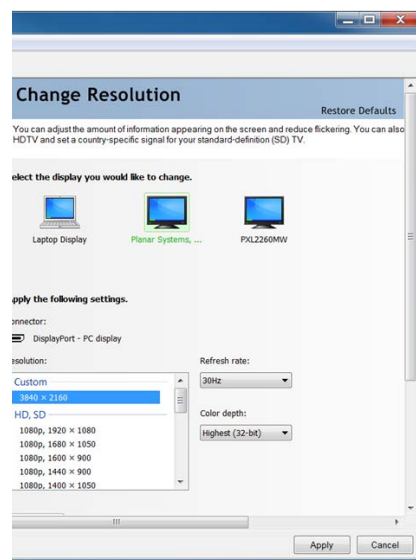 Change Resolution
Restore Defaults
You can adjust the amount of information appearing on the screen and reduce flickering. You can also
HDTV and set a country-specific signal for your standard-definition (SD) TV.
elect the display you would like to change.
Laptop Display
Planar Systems, ...
PXL2260MW
pply the following settings.
onnector:
DisplayPort - PC display
esolution:
Refresh rate:
Custom
30Hz
3840 × 2160
HD, SD
Color depth:
1080p, 1920 × 1080
Highest (32-bit)
1080p, 1680 × 1050
1080p, 1600 × 900
1080p, 1440 × 900
1080p, 1400 × 1050
Apply
Cancel